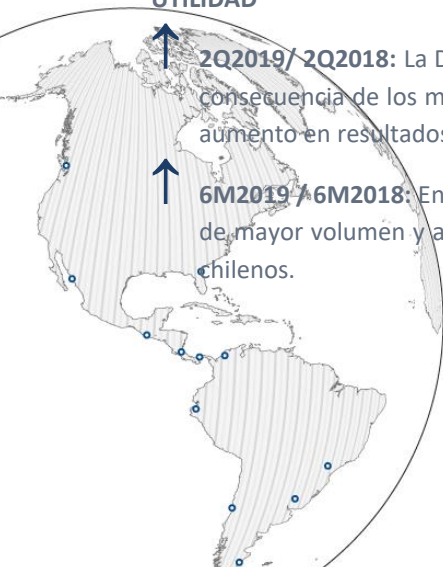 UTILIDAD
2Q2019/ 2Q2018: La D
consecuencia de los m
aumento en resultados
6M2019 / 6M2018: En
de mayor volumen y a
chilenos.